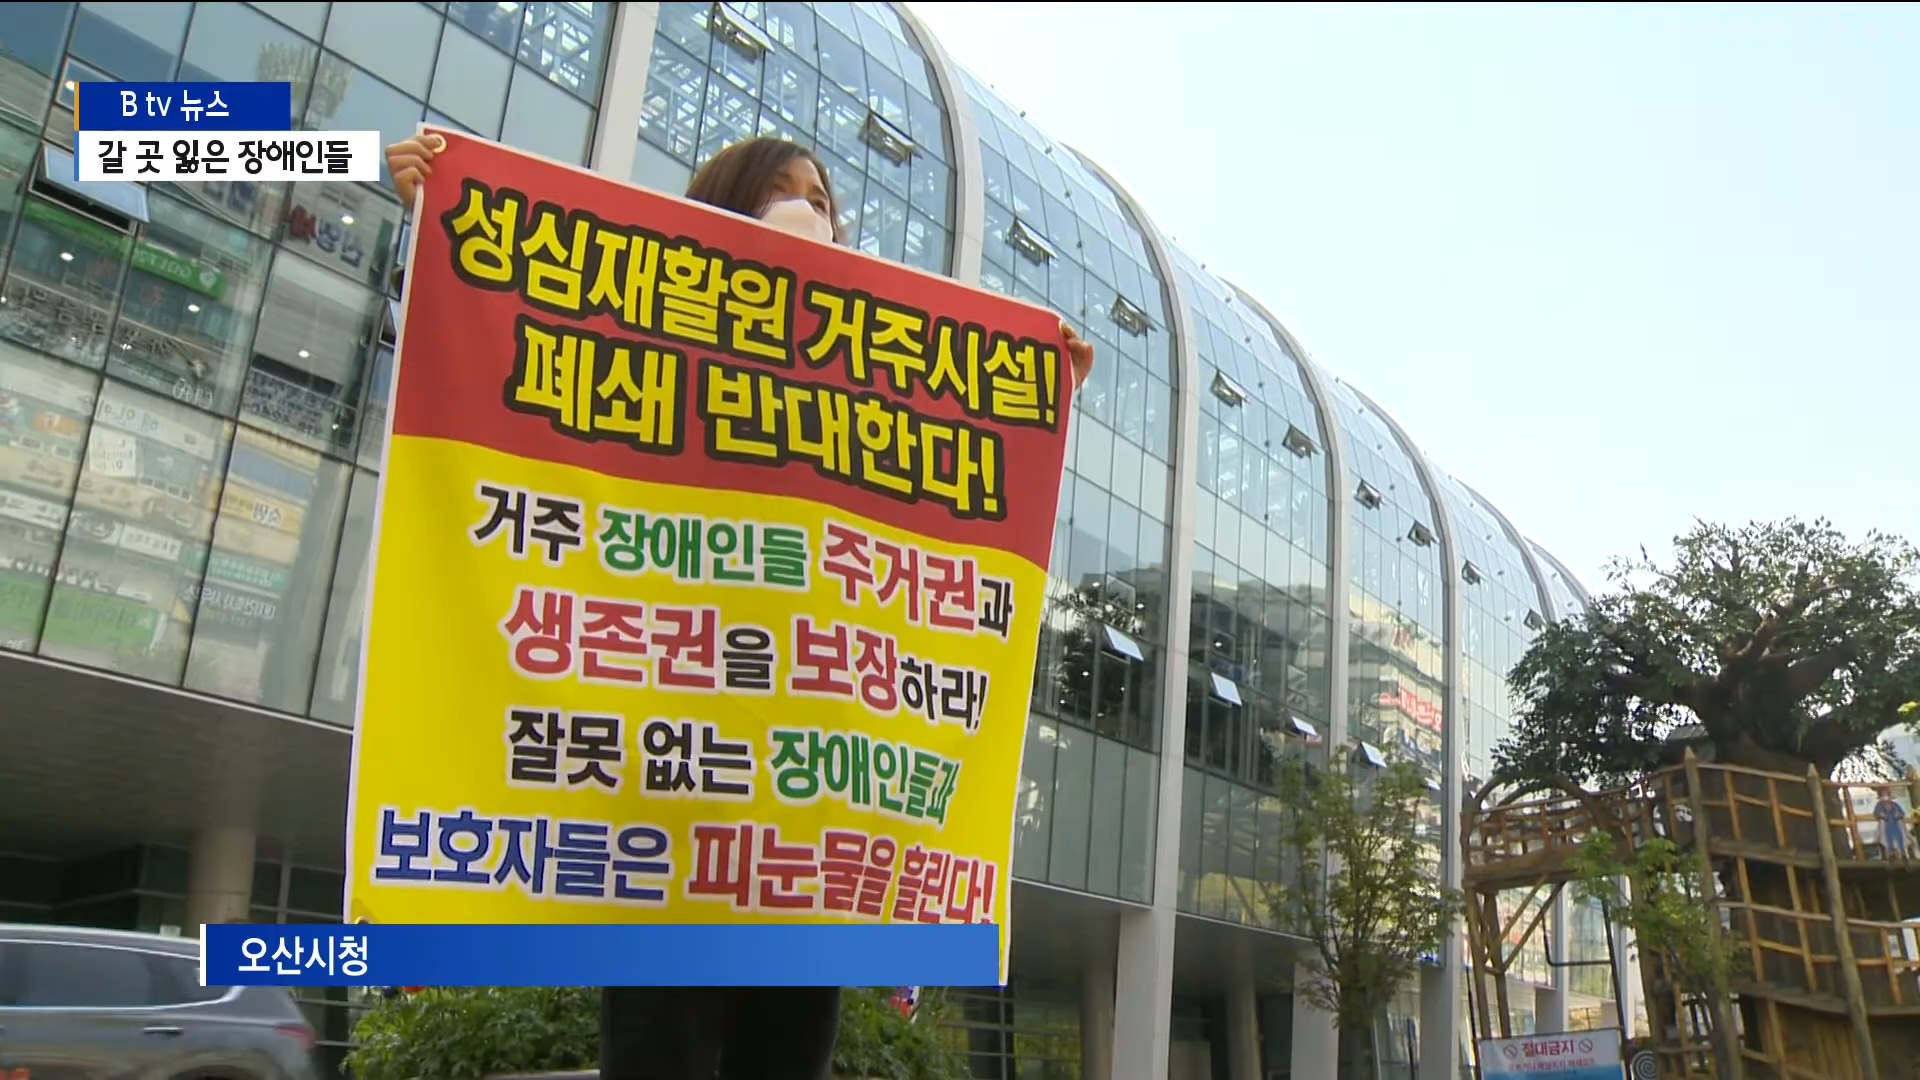 B tv 뉴스
갈 곳 잃은 장애인들
성심재활원 거주시설!
폐쇄 반대한다!
거주 장애인들 주거권과
생존권을 보장하라!
잘못 없는 장애인들과
보호자들은 피눈물을 흘린다!
오산시청
절대금지